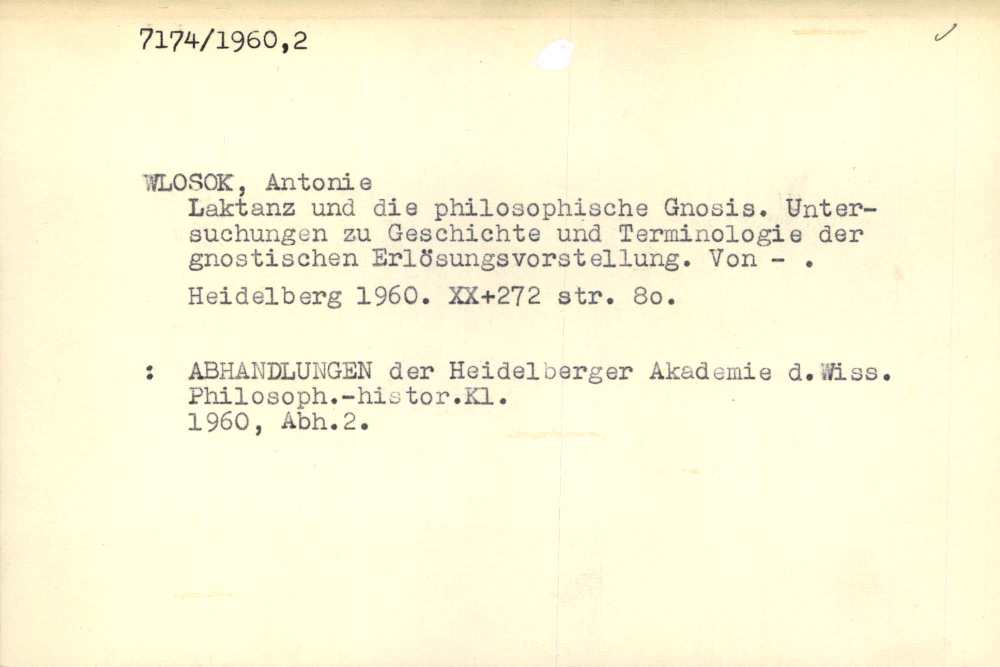 7174/1960,2
WLOSOK, Antonie
Laktanz und die philosophische Gnosis. Unter-
suchungen zu Geschichte und Terminologie der
gnostischen Erlösungsvorstellung. Von - .
Heidelberg 1960. XX+272 str. 8o.
: ABHANDLUNGEN der Heidelberger Akademie d.Wiss.
Philosoph.-histor.Kl.
1960, Abh.2.